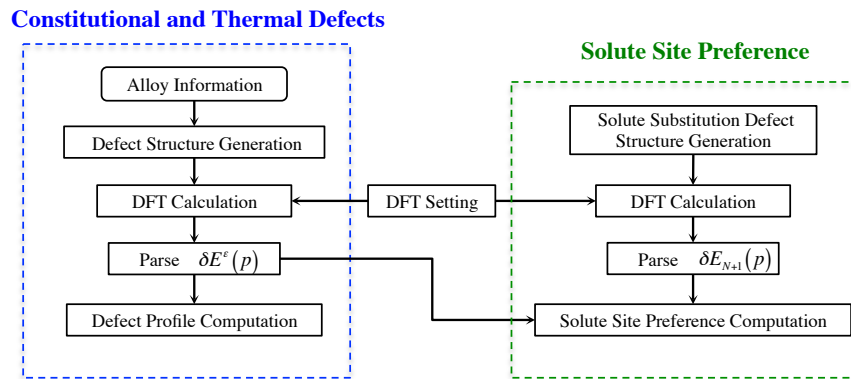 Constitutional and Thermal Defects
Alloy Information
Defect Structure Generation
DFT Calculation
Parse δE^ε(p)
Defect Profile Computation
DFT Setting
Solute Site Preference
Solute Substitution Defect
Structure Generation
DFT Calculation
Parse δE_{N+1}(p)
Solute Site Preference Computation